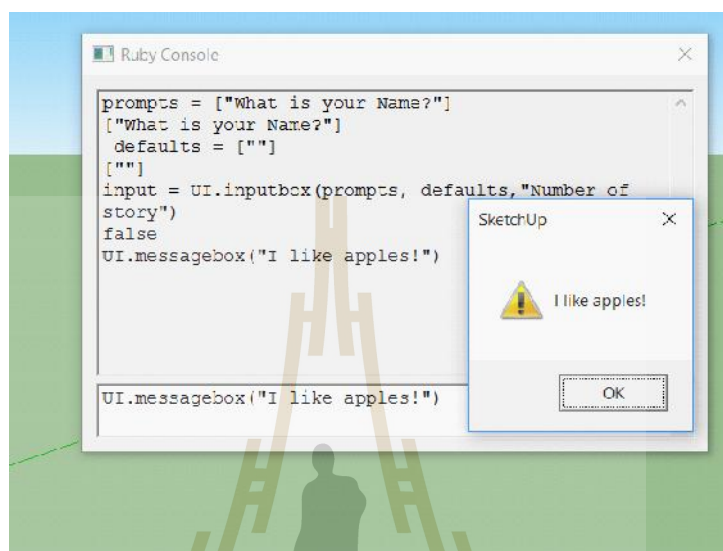 Ruby Console
prompts = ["What is your Name?"]
["What is your Name?"]
defaults = [""]
[""]
input = UI.inputbox(prompts, defaults,"Number of
story")
false
UI.messagebox("I like apples!")
SketchUp
I like apples!
OK
UI.messagebox("I like apples!")